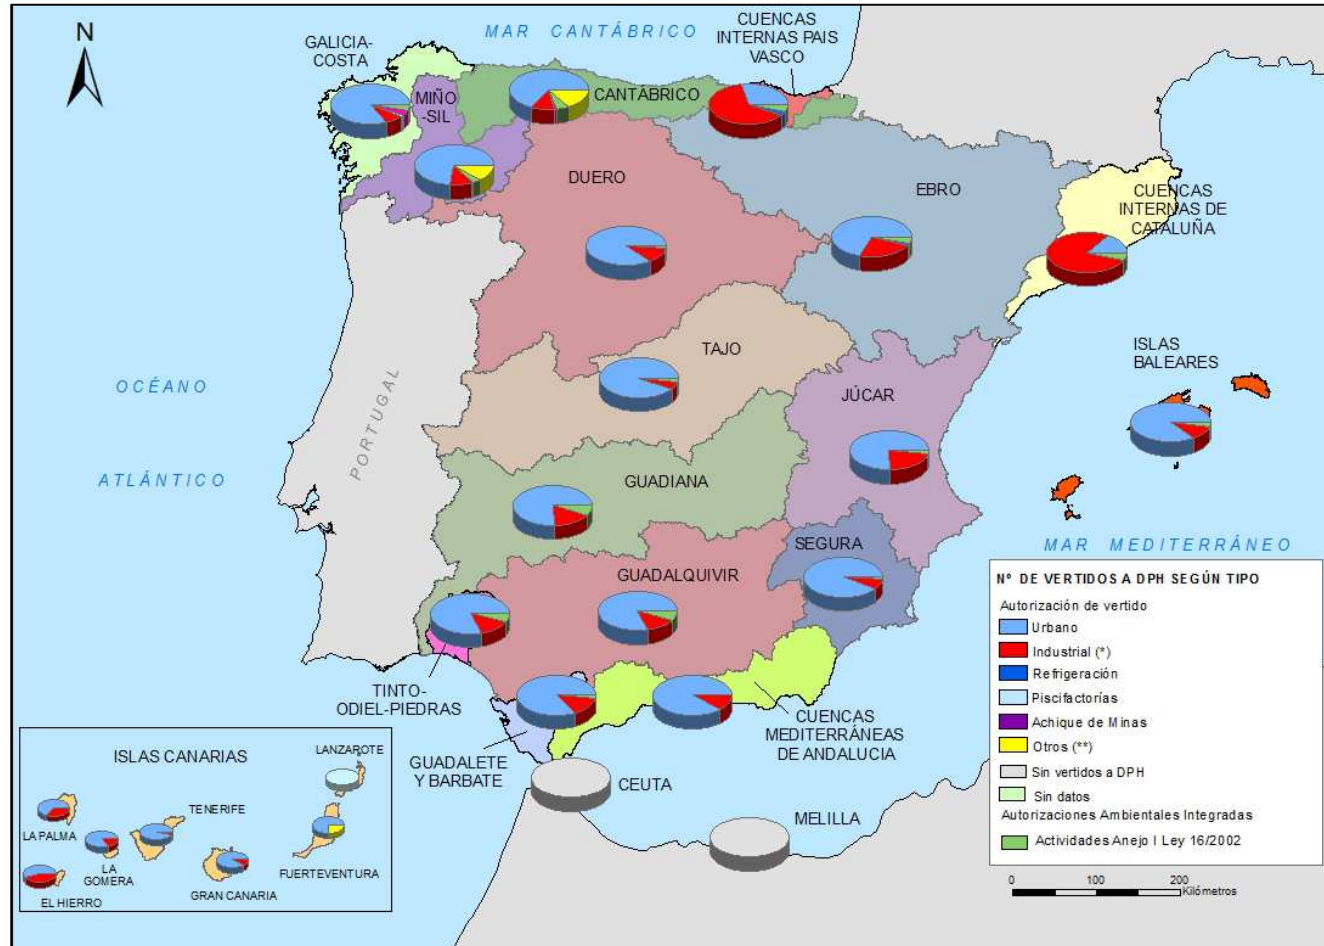 N
MAR CANTÁBRICO
GALICIA-
COSTA
CUENCAS
INTERNAS PAIS
VASCO
MIÑO
-SIL
CANTÁBRICO
DUERO
EBRO
CUENCAS
INTERNAS DE
CATALUÑA
TAJO
ISLAS
BALEARES
OCÉANO
ATLÁNTICO
PORTUGAL
JÚCAR
GUADIANA
MAR MEDITERRÁNEO
SEGURA
GUADALQUIVIR
TINTO-
ODIEL-PIEDRAS
GUADALETE
Y BARBATE
CUENCAS
MEDITERRÁNEAS
DE ANDALUCIA
CEUTA
MELILLA
ISLAS CANARIAS
LANZAROTE
TENERIFE
LA PALMA
LA
GOMERA
EL HIERRO
GRAN CANARIA
FUERTEVENTURA
Nº DE VERTIDOS A DPH SEGÚN TIPO
Autorización de vertido
Urbano
Industrial (*)
Refrigeración
Piscifactorías
Achique de Minas
Otros (**)
Sin vertidos a DPH
Sin datos
Autorizaciones Ambientales Integradas
Actividades Anejo I Ley 16/2002
0 100 200
Kilómetros